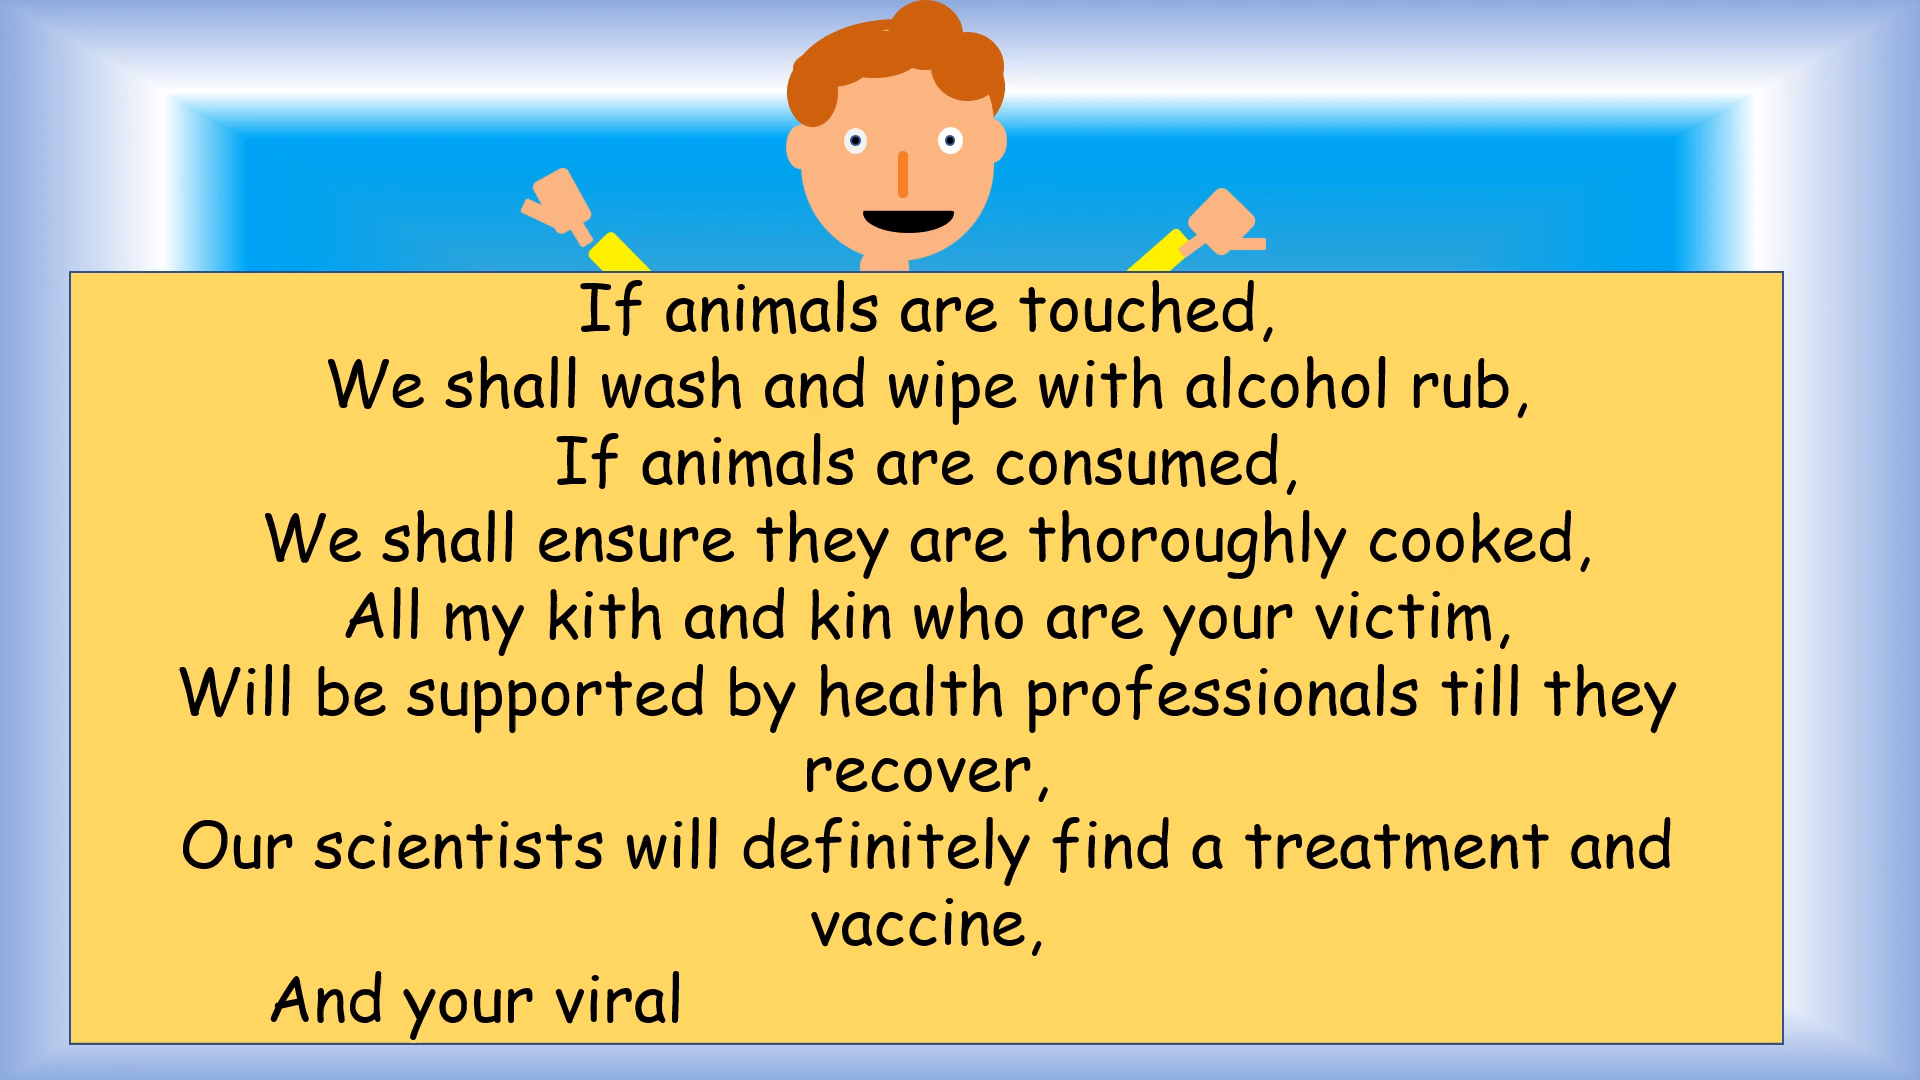 If animals are touched,
We shall wash and wipe with alcohol rub,
If animals are consumed,
We shall ensure they are thoroughly cooked,
All my kith and kin who are your victim,
Will be supported by health professionals till they
recover,
Our scientists will definitely find a treatment and
vaccine,
And your viral